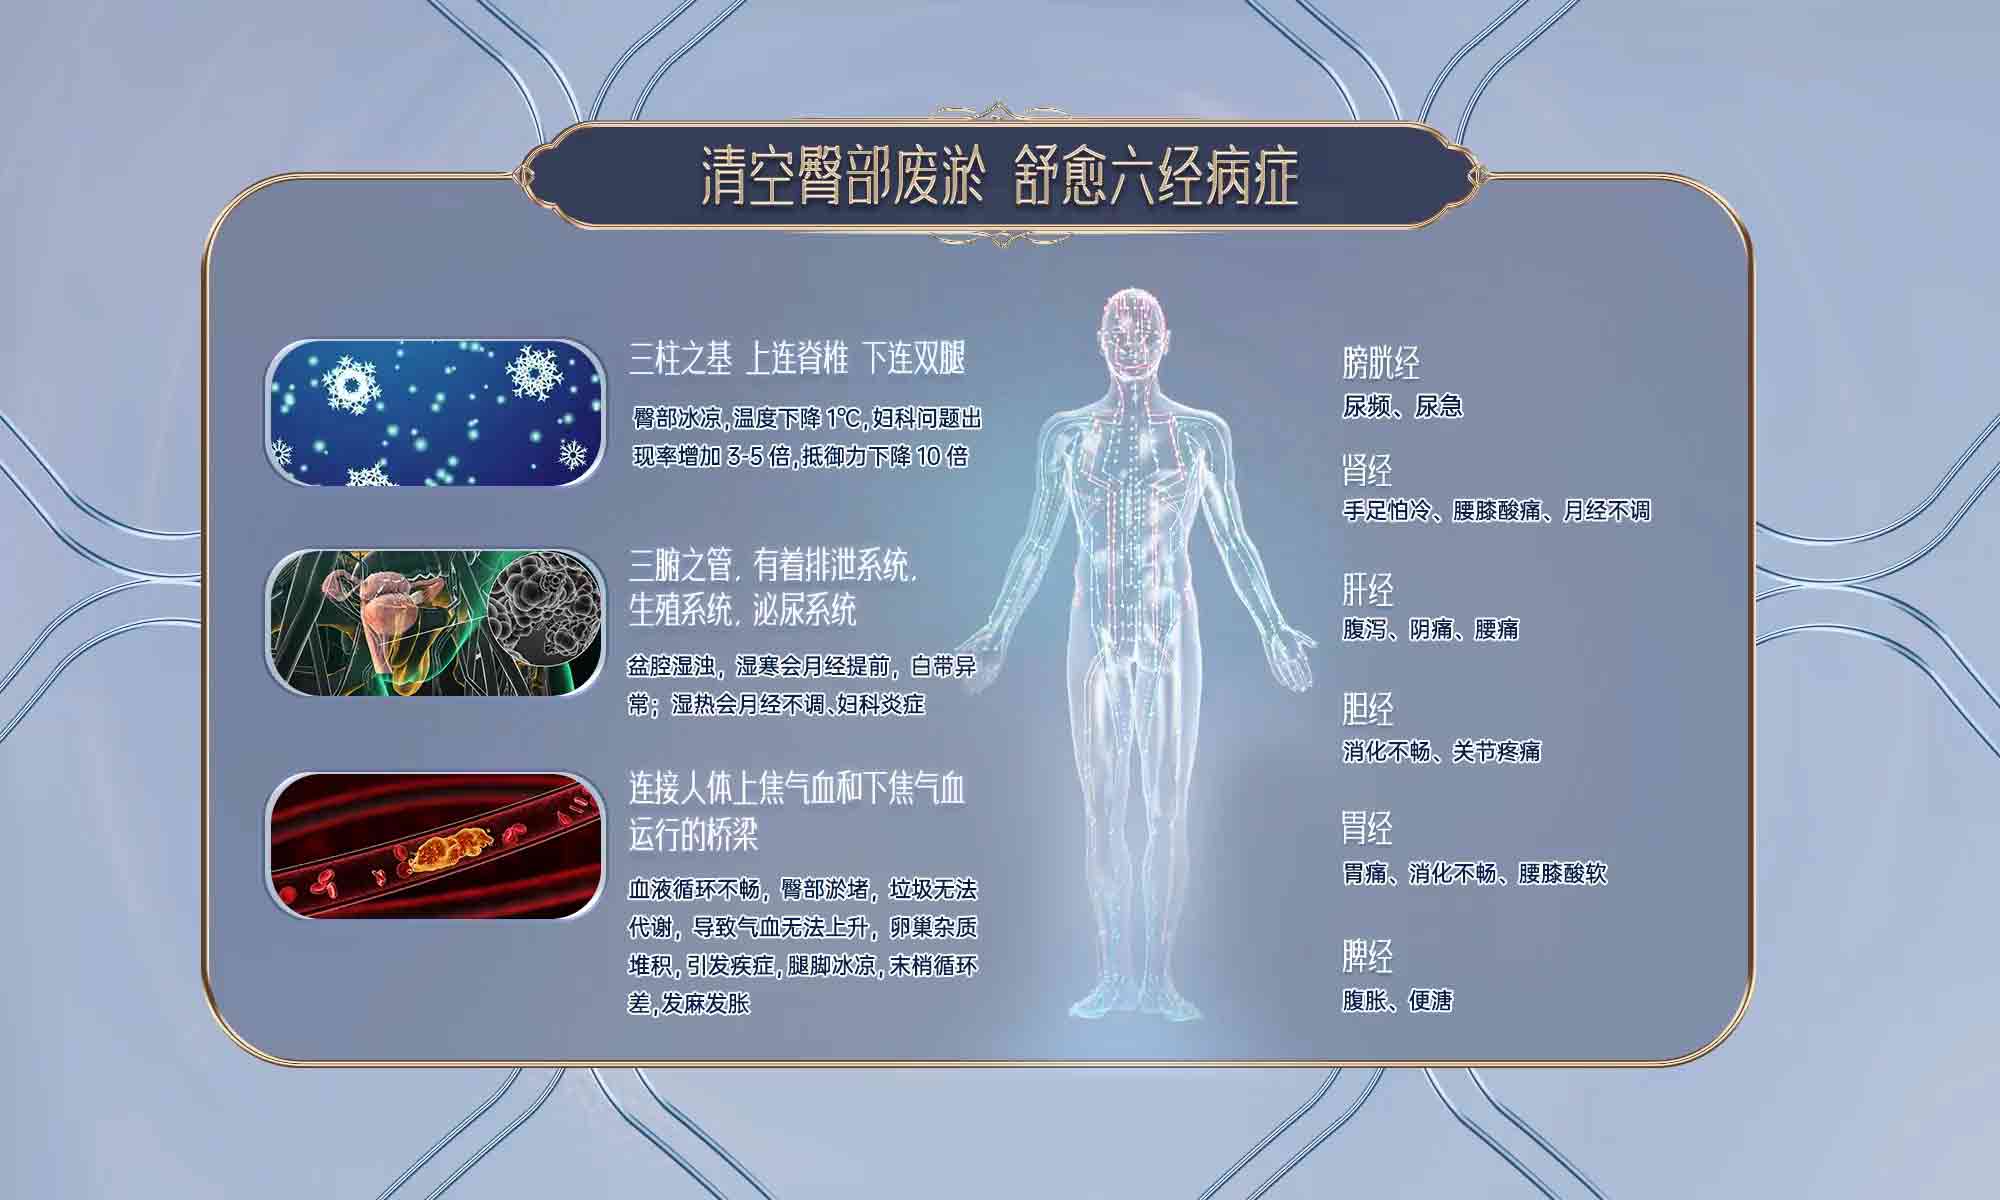 清空臀部废淤 舒愈六经病症
三柱之基 上连脊椎 下连双腿
臀部冰凉,温度下降1℃,妇科问题出
现率增加3-5倍,抵御力下降10倍
三腑之管，有着排泄系统，
生殖系统，泌尿系统
盆腔湿浊，湿寒会月经提前，白带异
常；湿热会月经不调、妇科炎症
连接人体上焦气血和下焦气血
运行的桥梁
血液循环不畅，臀部淤堵，垃圾无法
代谢，导致气血无法上升，卵巢杂质
堆积,引发疾症,腿脚冰凉,末梢循环
差,发麻发胀
膀胱经
尿频、尿急
肾经
手足怕冷、腰膝酸痛、月经不调
肝经
腹泻、阴痛、腰痛
胆经
消化不畅、关节疼痛
胃经
胃痛、消化不畅、腰膝酸软
脾经
腹胀、便溏